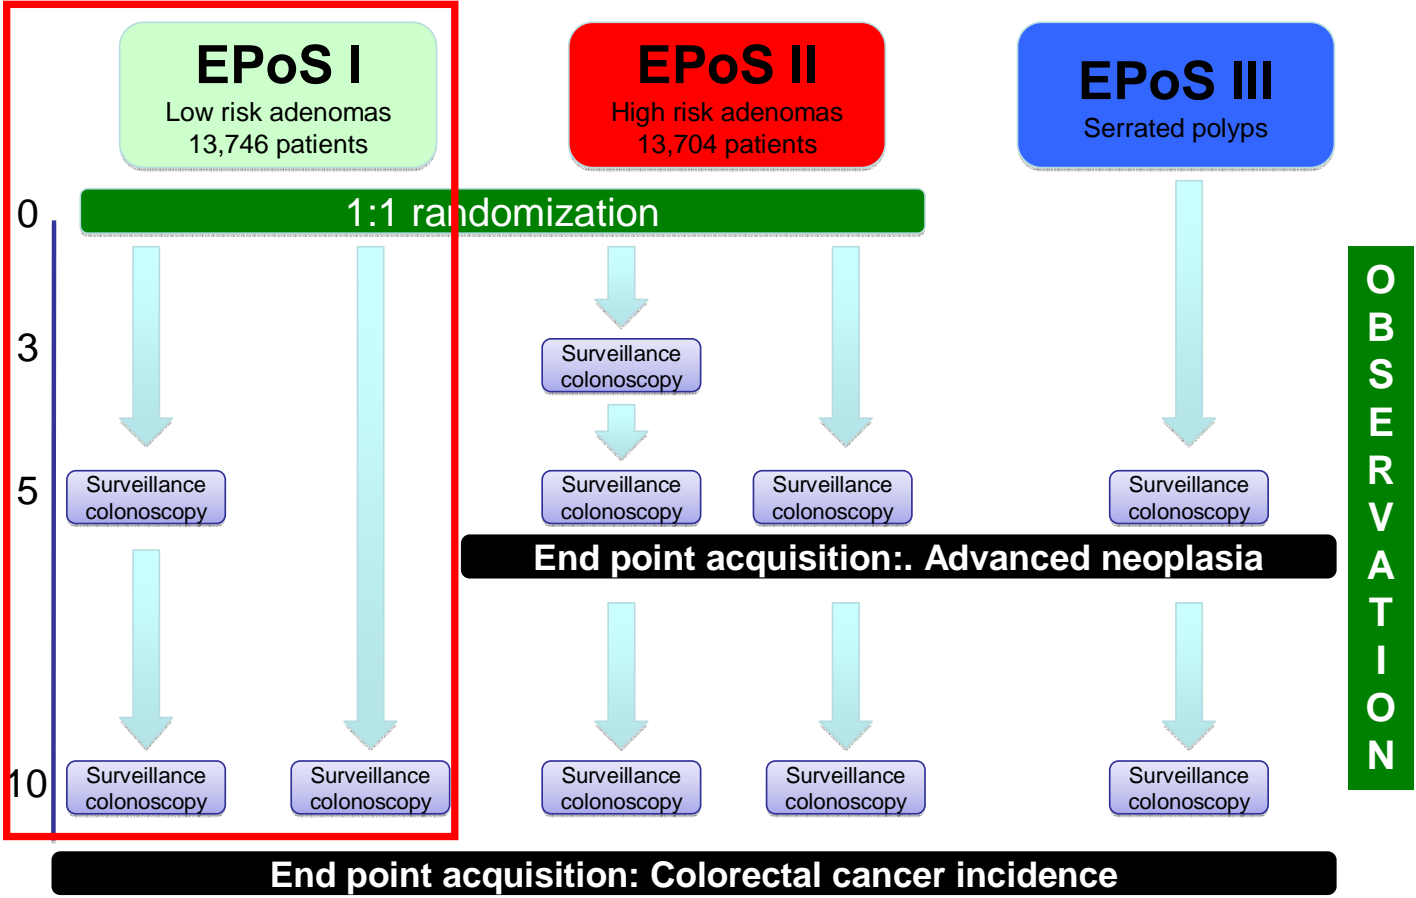 EPoS I
Low risk adenomas
13,746 patients
EPoS II
High risk adenomas
13,704 patients
EPoS III
Serrated polyps
0
1:1 randomization
3
Surveillance
colonoscopy
5
Surveillance
colonoscopy
Surveillance
colonoscopy
Surveillance
colonoscopy
Surveillance
colonoscopy
End point acquisition:. Advanced neoplasia
10
Surveillance
colonoscopy
Surveillance
colonoscopy
Surveillance
colonoscopy
Surveillance
colonoscopy
Surveillance
colonoscopy
End point acquisition: Colorectal cancer incidence
O
B
S
E
R
V
A
T
I
O
N